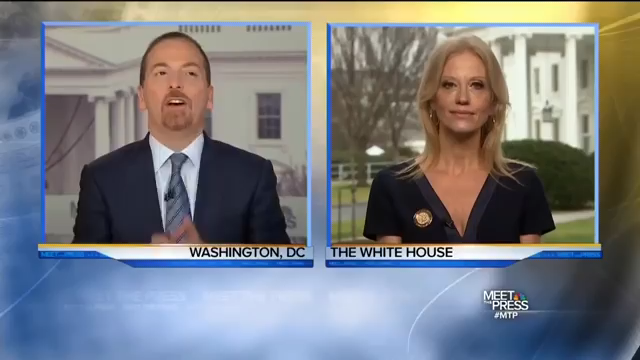 WASHINGTON, DC
THE WHITE HOUSE
MEET
THE PRESS
#MTP